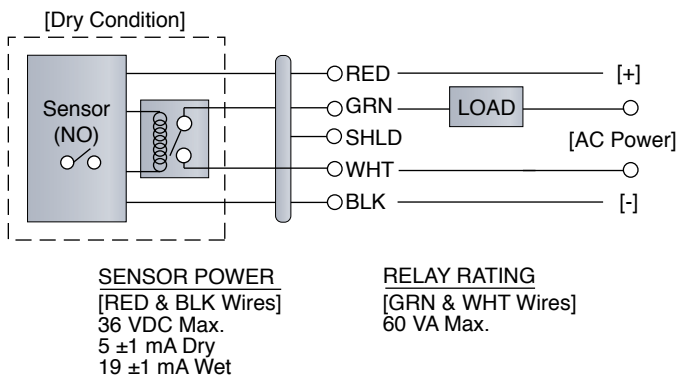 [Dry Condition]
Sensor
(NO)
RED
[+]
GRN
LOAD
SHLD
[AC Power]
WHT
BLK
[-]
SENSOR POWER
[RED & BLK Wires]
36 VDC Max.
5 ±1 mA Dry
19 ±1 mA Wet
RELAY RATING
[GRN & WHT Wires]
60 VA Max.